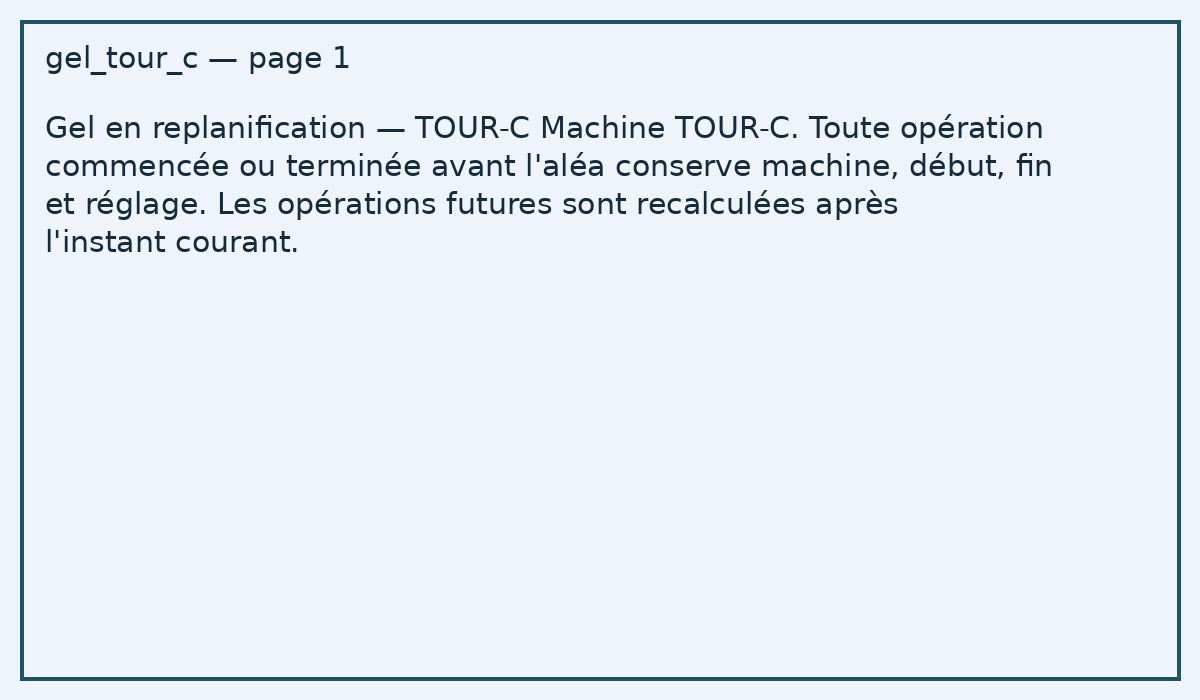 gel_tour_c — page 1
Gel en replanification — TOUR-C Machine TOUR-C. Toute opération
commencée ou terminée avant l'aléa conserve machine, début, fin
et réglage. Les opérations futures sont recalculées après
l'instant courant.